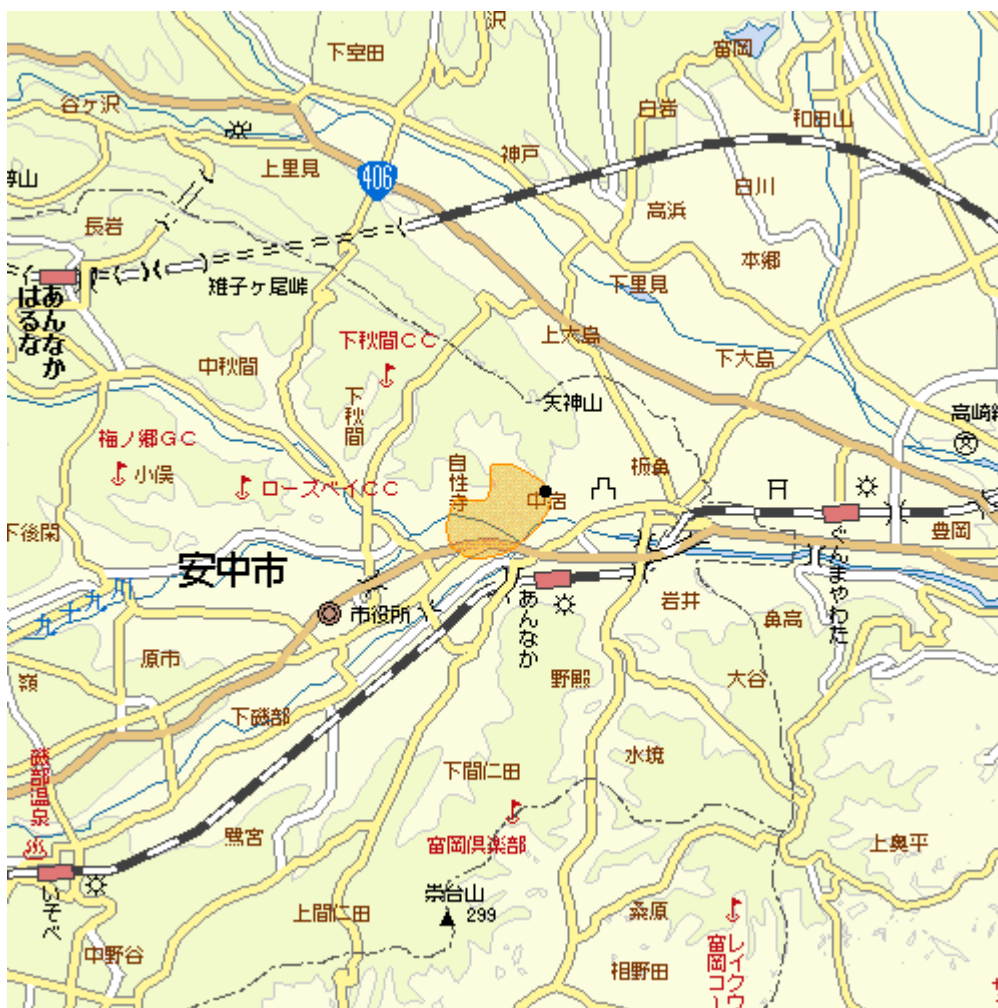 沢
下室田
富岡
谷ヶ沢
白岩
和田山
上里見
神戸
406
白川
高浜
長岩
本郷
雉子ヶ尾峠
下里見
あんなか
はるな
上大島
下秋間CC
下大島
中秋間
下秋間
矢神山
梅ノ郷GC
小俣
自性寺
板鼻
ローズベイCC
中宿
下後閑
豊岡
安中市
ぐんまやわた
九十九川
市役所
あんなか
岩井
鼻高
原市
野殿
大谷
嶺
下磯部
水境
磯部温泉
下間仁田
鷺宮
富岡倶楽部
上奥平
いそべ
崇台山
299
上間仁田
桑原
中野谷
相野田